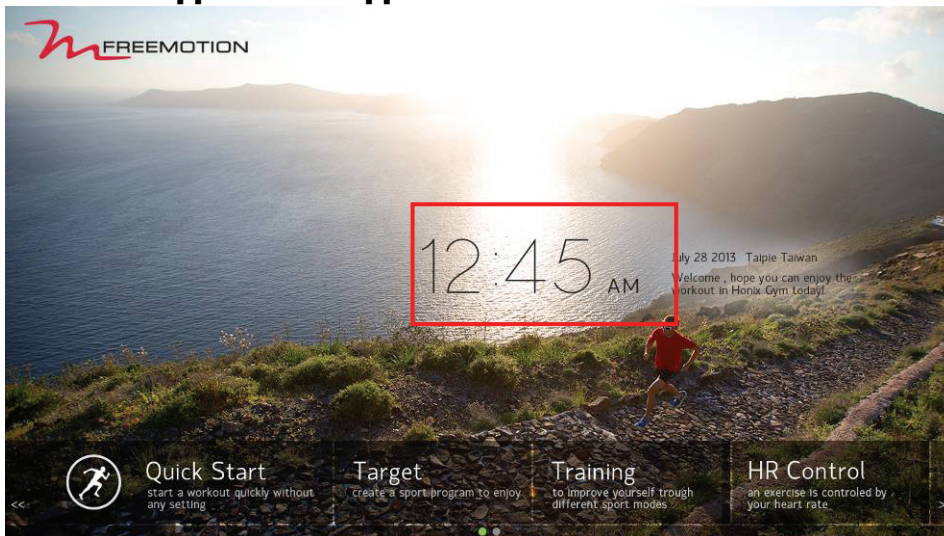 FREEMOTION
12:45 AM
July 28 2013 Taipie Taiwan
Welcome , hope you can enjoy the
workout in Honix Gym today!
Quick Start
start a workout quickly without
any setting
Target
create a sport program to enjoy
Training
to improve yourself trough
different sport modes
HR Control
an exercise is controled by
your heart rate
<<
>